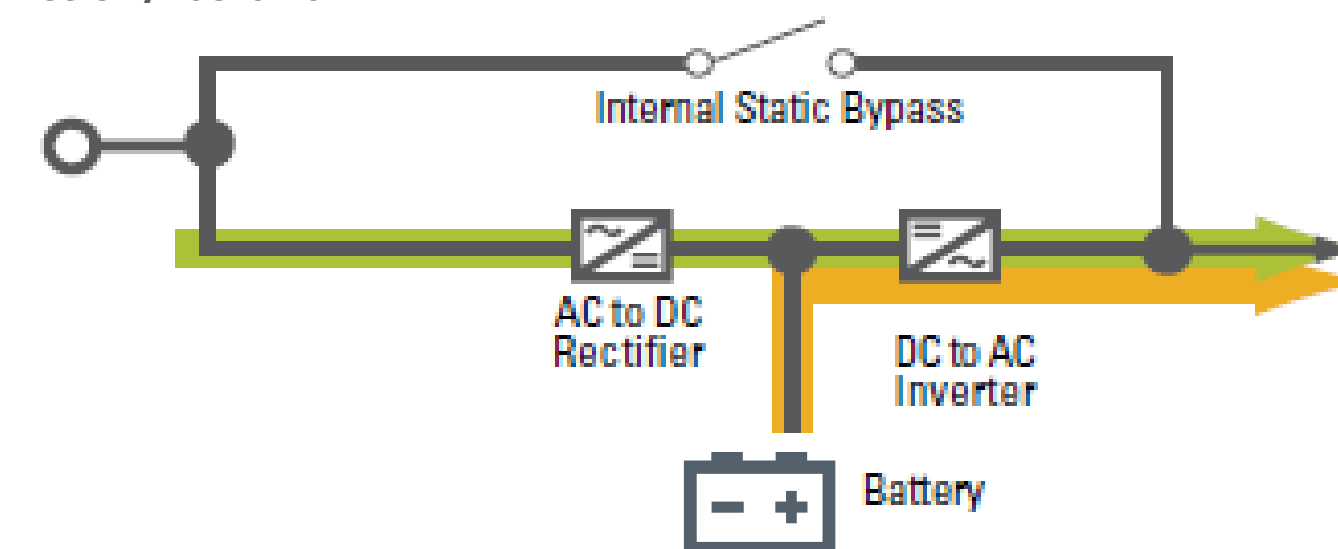 Internal Static Bypass
AC to DC
Rectifier
DC to AC
Inverter
Battery